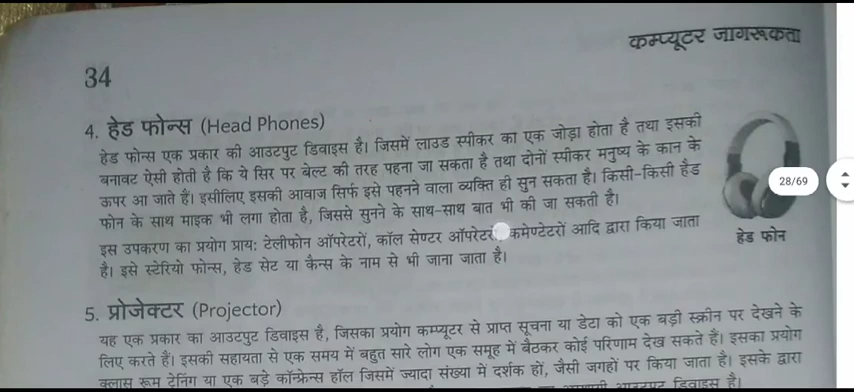 कम्प्यूटर जागरूकता
34
4. हेड फोन्स (Head Phones)
हेड फोन्स एक प्रकार की आउटपुट डिवाइस है। जिसमें लाउड स्पीकर का एक जोड़ा होता है तथा इसकी
बनावट ऐसी होती है कि ये सिर पर बेल्ट की तरह पहना जा सकता है तथा दोनों स्पीकर मनुष्य के कान के
ऊपर आ जाते हैं। इसीलिए इसकी आवाज सिर्फ इसे पहनने वाला व्यक्ति ही सुन सकता है। किसी-किसी हैड
फोन के साथ माइक भी लगा होता है, जिससे सुनने के साथ-साथ बात भी की जा सकती है।
इस उपकरण का प्रयोग प्राय: टेलीफोन ऑपरेटरों, कॉल सेण्टर ऑपरेटर कमेण्टेटरों आदि द्वारा किया जाता
है। इसे स्टेरियो फोन्स, हेड सेट या कैन्स के नाम से भी जाना जाता है।
28/69
हेड फोन
5. प्रोजेक्टर (Projector)
यह एक प्रकार का आउटपुट डिवाइस है, जिसका प्रयोग कम्प्यूटर से प्राप्त सूचना या डेटा को एक बड़ी स्क्रीन पर देखने के
लिए करते हैं। इसकी सहायता से एक समय में बहुत सारे लोग एक समूह में बैठकर कोई परिणाम देख सकते हैं। इसका प्रयोग
क्लास रूम ट्रेनिंग या एक बड़े कॉन्फ्रेन्स हॉल जिसमें ज्यादा संख्या में दर्शक हों, जैसी जगहों पर किया जाता है। इसके द्वारा
आउटपुट डिवाइस है।